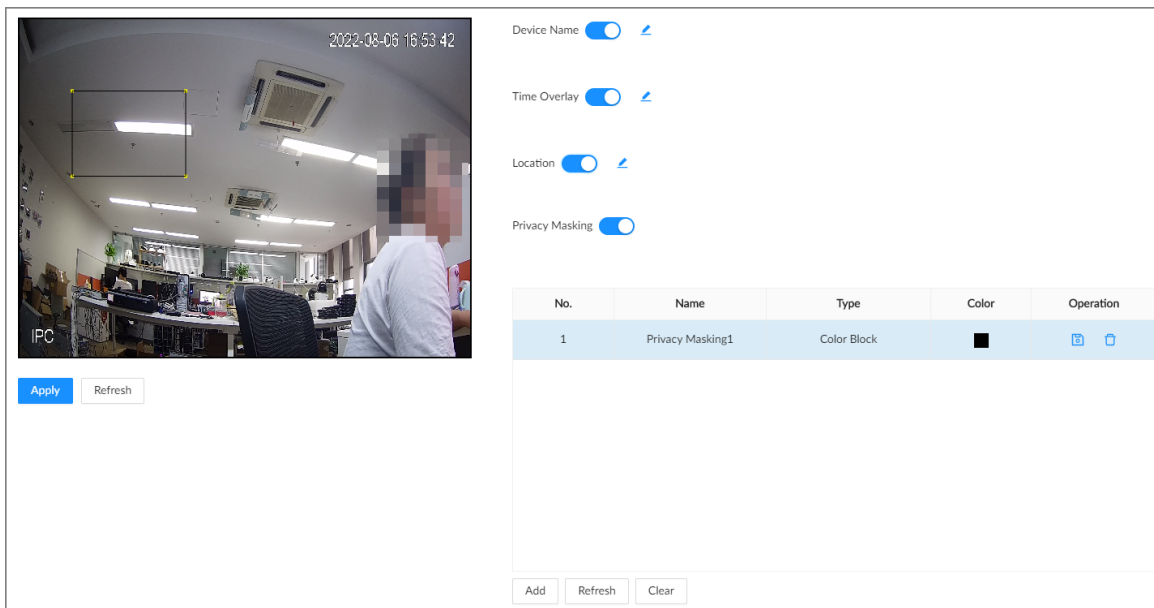 2022-08-06 16:53:42
IPC
Apply
Refresh
Device Name
Time Overlay
Location
Privacy Masking
No. Name Type Color Operation
1 Privacy Masking1 Color Block
Add Refresh Clear